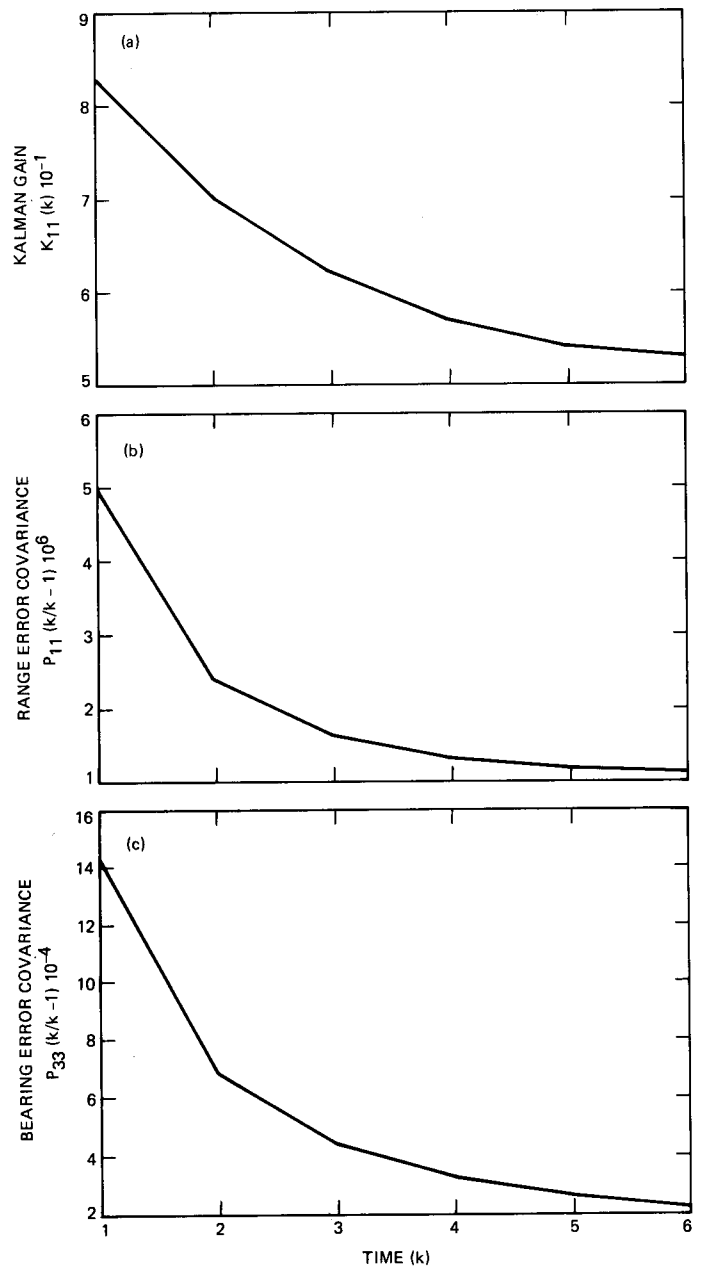 (a)
9
8
7
6
5
KALMAN GAIN
K11 (k) 10−1
(b)
6
5
4
3
2
1
RANGE ERROR COVARIANCE
P11 (k/k − 1) 106
(c)
16
14
12
10
8
6
4
2
BEARING ERROR COVARIANCE
P33 (k/k −1) 10−4
1 2 3 4 5 6
TIME (k)